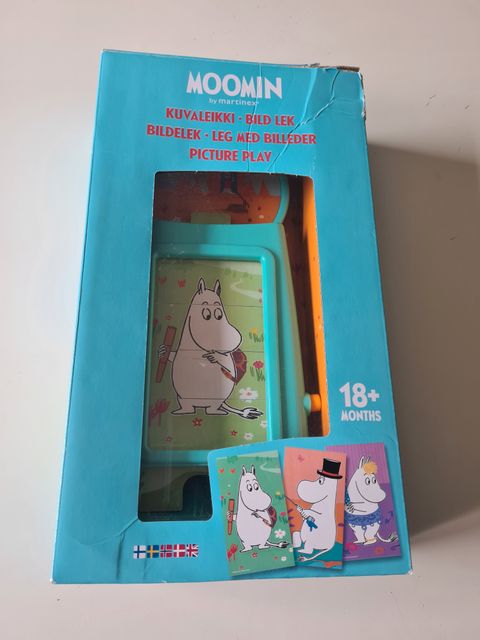 MOOMIN
by martinex®
KUVALEIKKI • BILD LEK
BILDELEK • LEG MED BILLEDER
PICTURE PLAY
18+
MONTHS